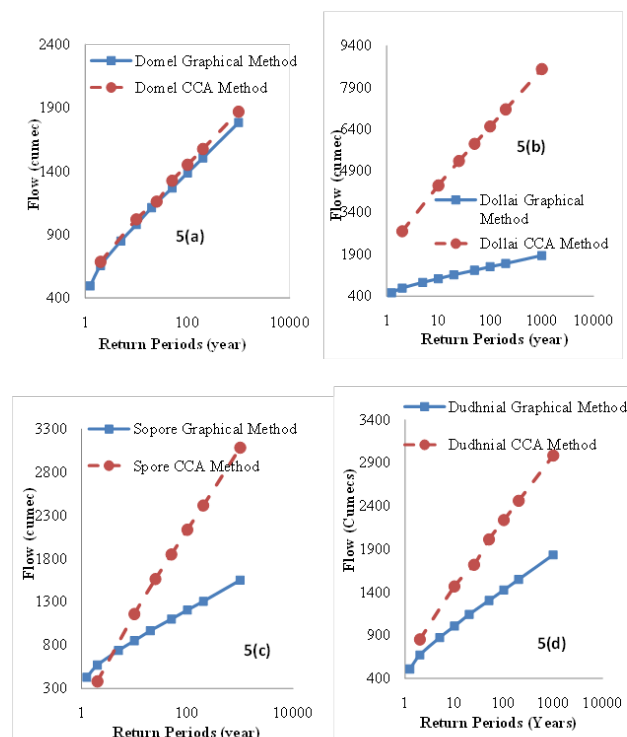 2400
Domel Graphical Method
Domel CCA Method
1900
1400
900
400
Flow (cumec)
5(a)
1 100 10000
Return Periods (year)
9400
7900
6400
4900
3400
1900
400
Flow (cumec)
5(b)
Dollai Graphical
Method
Dollai CCA Method
1 10 100 1000 10000
Return Periods (year)
Sopore Graphical Method
Spore CCA Method
3300
2800
2300
1800
1300
800
300
Flow (cumec)
5(c)
1 100 10000
Return Periods (year)
Dudhnial Graphical Method
Dudhnial CCA Method
3400
2900
2400
1900
1400
900
400
Flow (Cumecs)
5(d)
1 10 100 1000 10000
Return Periods (Years)